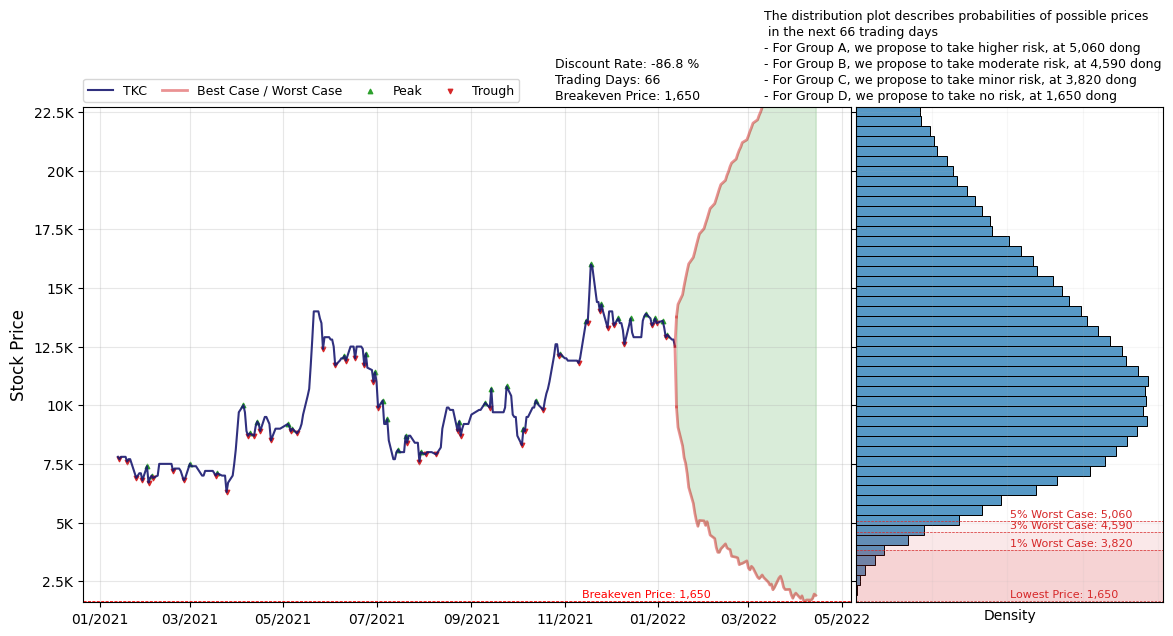 The distribution plot describes probabilities of possible prices
in the next 66 trading days
- For Group A, we propose to take higher risk, at 5,060 dong
- For Group B, we propose to take moderate risk, at 4,590 dong
- For Group C, we propose to take minor risk, at 3,820 dong
- For Group D, we propose to take no risk, at 1,650 dong
Discount Rate: -86.8 %
Trading Days: 66
Breakeven Price: 1,650
TKC Best Case / Worst Case Peak Trough
22.5K
20K
17.5K
15K
12.5K
10K
7.5K
5K
2.5K
Stock Price
5% Worst Case: 5,060
3% Worst Case: 4,590
1% Worst Case: 3,820
Lowest Price: 1,650
Breakeven Price: 1,650
01/2021 03/2021 05/2021 07/2021 09/2021 11/2021 01/2022 03/2022 05/2022
Density